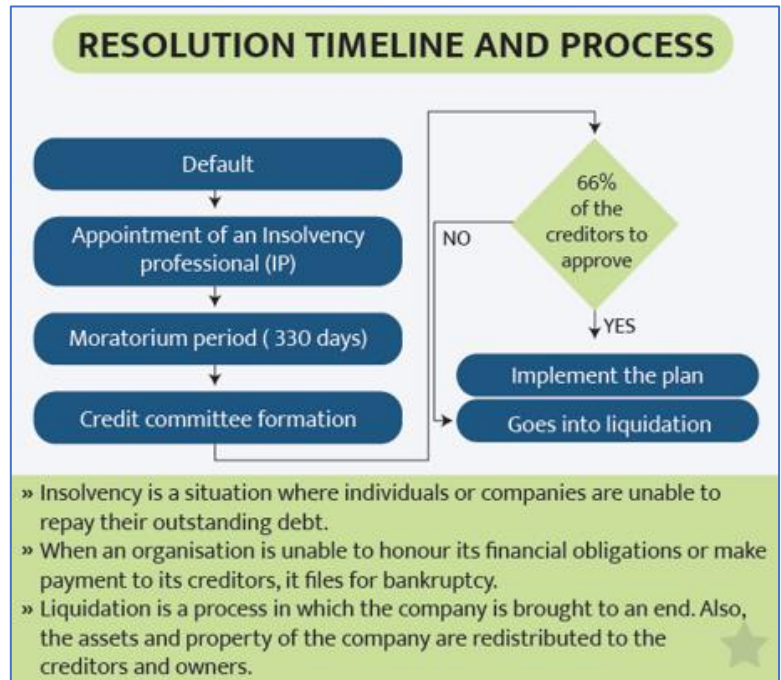 RESOLUTION TIMELINE AND PROCESS
Default
Appointment of an Insolvency
professional (IP)
Moratorium period ( 330 days)
Credit committee formation
66%
of the
creditors to
approve
NO
YES
Implement the plan
Goes into liquidation
» Insolvency is a situation where individuals or companies are unable to
repay their outstanding debt.
» When an organisation is unable to honour its financial obligations or make
payment to its creditors, it files for bankruptcy.
» Liquidation is a process in which the company is brought to an end. Also,
the assets and property of the company are redistributed to the
creditors and owners.